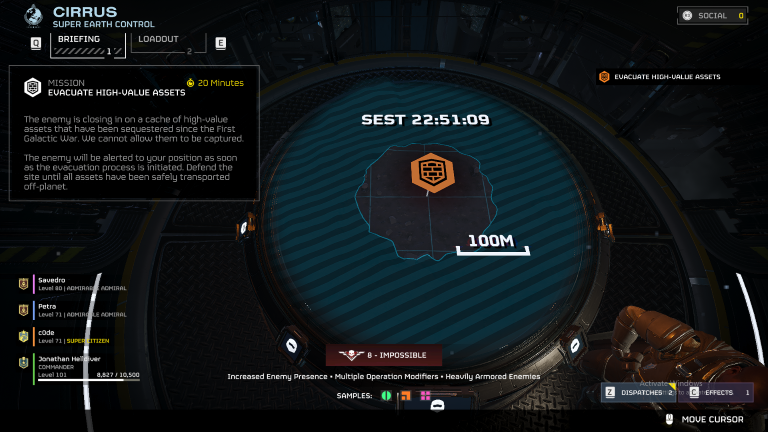 CIRRUS
SUPER EARTH CONTROL
SOCIAL 0
Q BRIEFING 1 LOADOUT 2 E
MISSION 20 Minutes
EVACUATE HIGH-VALUE ASSETS
EVACUATE HIGH-VALUE ASSETS
The enemy is closing in on a cache of high-value
assets that have been sequestered since the First
Galactic War. We cannot allow them to be captured.
The enemy will be alerted to your position as soon
as the evacuation process is initiated. Defend the
site until all assets have been safely transported
off-planet.
SEST 22:51:09
100M
Savedro
Level 80 | ADMIRABLE ADMIRAL
Petra
Level 71 | ADMIRABLE ADMIRAL
c0de
Level 71 | SUPER CITIZEN
Jonathan Helldiver
COMMANDER
Level 101 8,827 / 10,500
8 - IMPOSSIBLE
Increased Enemy Presence • Multiple Operation Modifiers • Heavily Armored Enemies
SAMPLES:
Activate Windows
Z DISPATCHES 2 C EFFECTS 1
MOVE CURSOR